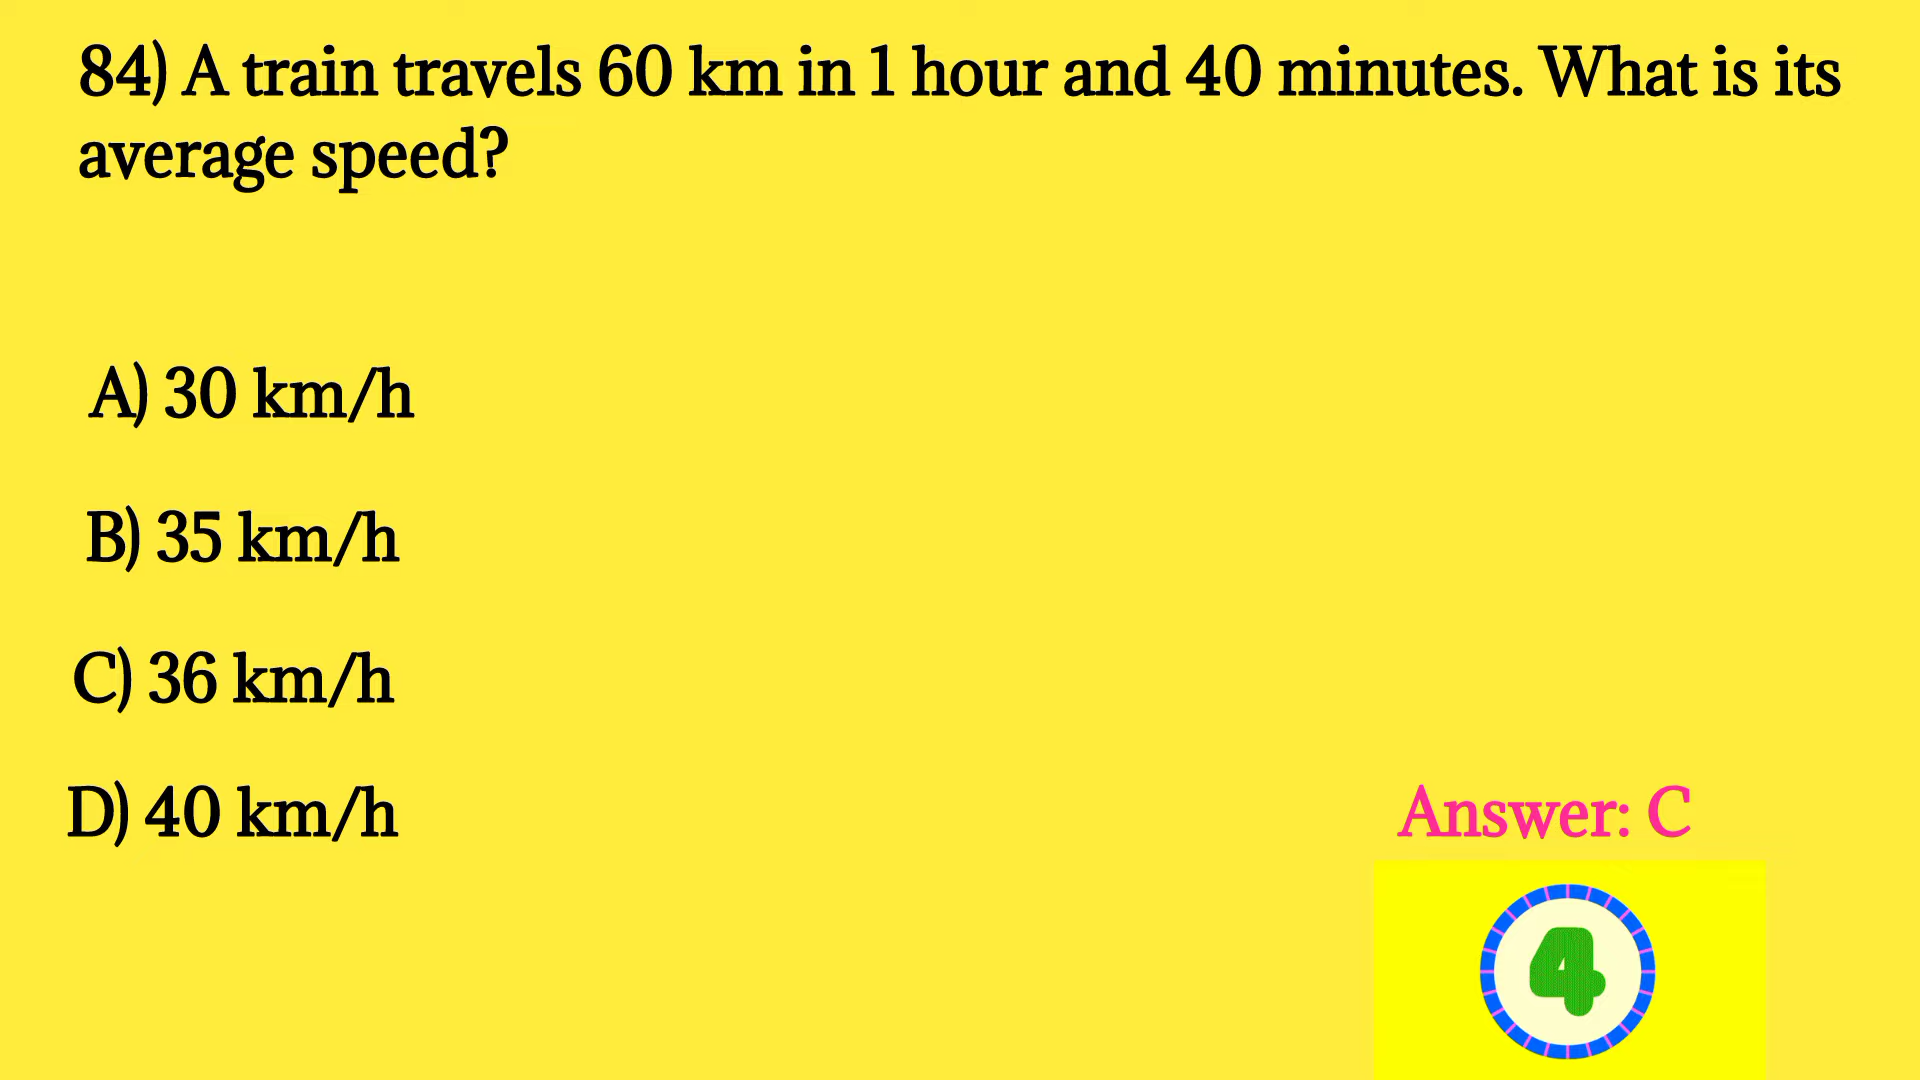 84) A train travels 60 km in 1 hour and 40 minutes. What is its
average speed?
A) 30 km/h
B) 35 km/h
C) 36 km/h
D) 40 km/h
Answer: C
4